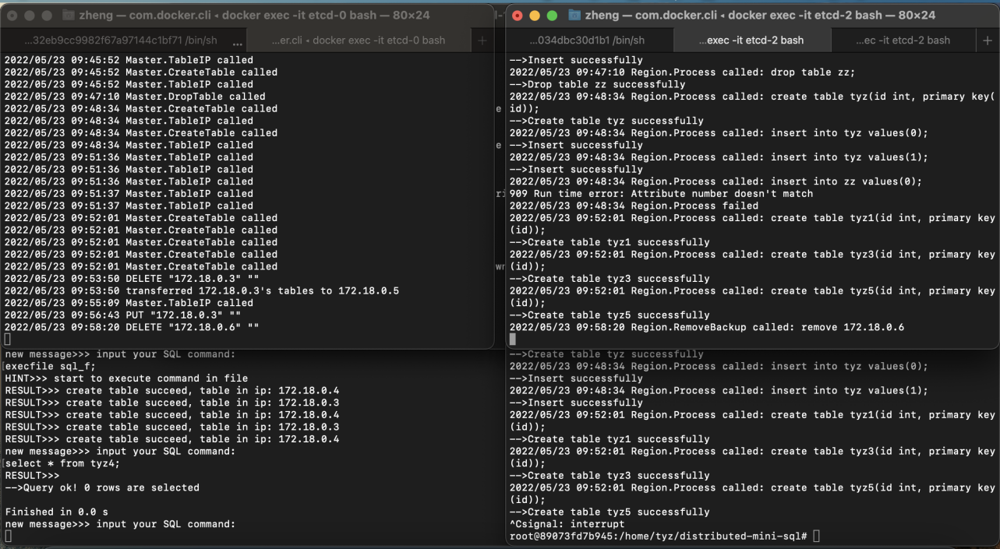 zheng — com.docker.cli ◂ docker exec -it etcd-0 bash — 80×24
...32eb9cc9982f67a97144c1bf71 /bin/sh ...
...er.cli ◂ docker exec -it etcd-0 bash
2022/05/23 09:45:52 Master.TableIP called
2022/05/23 09:45:52 Master.CreateTable called
2022/05/23 09:45:52 Master.TableIP called
2022/05/23 09:47:10 Master.DropTable called
2022/05/23 09:48:34 Master.CreateTable called
2022/05/23 09:48:34 Master.TableIP called
2022/05/23 09:48:34 Master.CreateTable called
2022/05/23 09:48:34 Master.TableIP called
2022/05/23 09:51:36 Master.TableIP called
2022/05/23 09:51:36 Master.TableIP called
2022/05/23 09:51:36 Master.TableIP called
2022/05/23 09:51:37 Master.TableIP called
2022/05/23 09:51:37 Master.TableIP called
2022/05/23 09:52:01 Master.CreateTable called
2022/05/23 09:52:01 Master.CreateTable called
2022/05/23 09:52:01 Master.CreateTable called
2022/05/23 09:52:01 Master.CreateTable called
2022/05/23 09:52:01 Master.CreateTable called
2022/05/23 09:53:50 DELETE "172.18.0.3" ""
2022/05/23 09:53:50 transferred 172.18.0.3's tables to 172.18.0.5
2022/05/23 09:55:09 Master.TableIP called
2022/05/23 09:56:43 PUT "172.18.0.3" ""
2022/05/23 09:58:20 DELETE "172.18.0.6" ""
new message>>> input your SQL command:
[execfile sql_f;
HINT>>> start to execute command in file
RESULT>>> create table succeed, table in ip: 172.18.0.4
RESULT>>> create table succeed, table in ip: 172.18.0.3
RESULT>>> create table succeed, table in ip: 172.18.0.4
RESULT>>> create table succeed, table in ip: 172.18.0.3
RESULT>>> create table succeed, table in ip: 172.18.0.4
new message>>> input your SQL command:
[select * from tyz4;
RESULT>>>
-->Query ok! 0 rows are selected
Finished in 0.0 s
new message>>> input your SQL command:
zheng — com.docker.cli ◂ docker exec -it etcd-2 bash — 80×24
...034dbc30d1b1 /bin/sh
...exec -it etcd-2 bash
...ec -it etcd-2 bash
-->Insert successfully
2022/05/23 09:47:10 Region.Process called: drop table zz;
-->Drop table zz successfully
2022/05/23 09:48:34 Region.Process called: create table tyz(id int, primary key(
id));
-->Create table tyz successfully
2022/05/23 09:48:34 Region.Process called: insert into tyz values(0);
-->Insert successfully
2022/05/23 09:48:34 Region.Process called: insert into tyz values(1);
-->Insert successfully
2022/05/23 09:48:34 Region.Process called: insert into zz values(0);
909 Run time error: Attribute number doesn't match
2022/05/23 09:48:34 Region.Process failed
2022/05/23 09:52:01 Region.Process called: create table tyz1(id int, primary key
(id));
-->Create table tyz1 successfully
2022/05/23 09:52:01 Region.Process called: create table tyz3(id int, primary key
(id));
-->Create table tyz3 successfully
2022/05/23 09:52:01 Region.Process called: create table tyz5(id int, primary key
(id));
-->Create table tyz5 successfully
2022/05/23 09:58:20 Region.RemoveBackup called: remove 172.18.0.6
-->Create table tyz successfully
2022/05/23 09:48:34 Region.Process called: insert into tyz values(0);
-->Insert successfully
2022/05/23 09:48:34 Region.Process called: insert into tyz values(1);
-->Insert successfully
2022/05/23 09:52:01 Region.Process called: create table tyz1(id int, primary key
(id));
-->Create table tyz1 successfully
2022/05/23 09:52:01 Region.Process called: create table tyz3(id int, primary key
(id));
-->Create table tyz3 successfully
2022/05/23 09:52:01 Region.Process called: create table tyz5(id int, primary key
(id));
-->Create table tyz5 successfully
^Csignal: interrupt
root@89073fd7b945:/home/tyz/distributed-mini-sql#